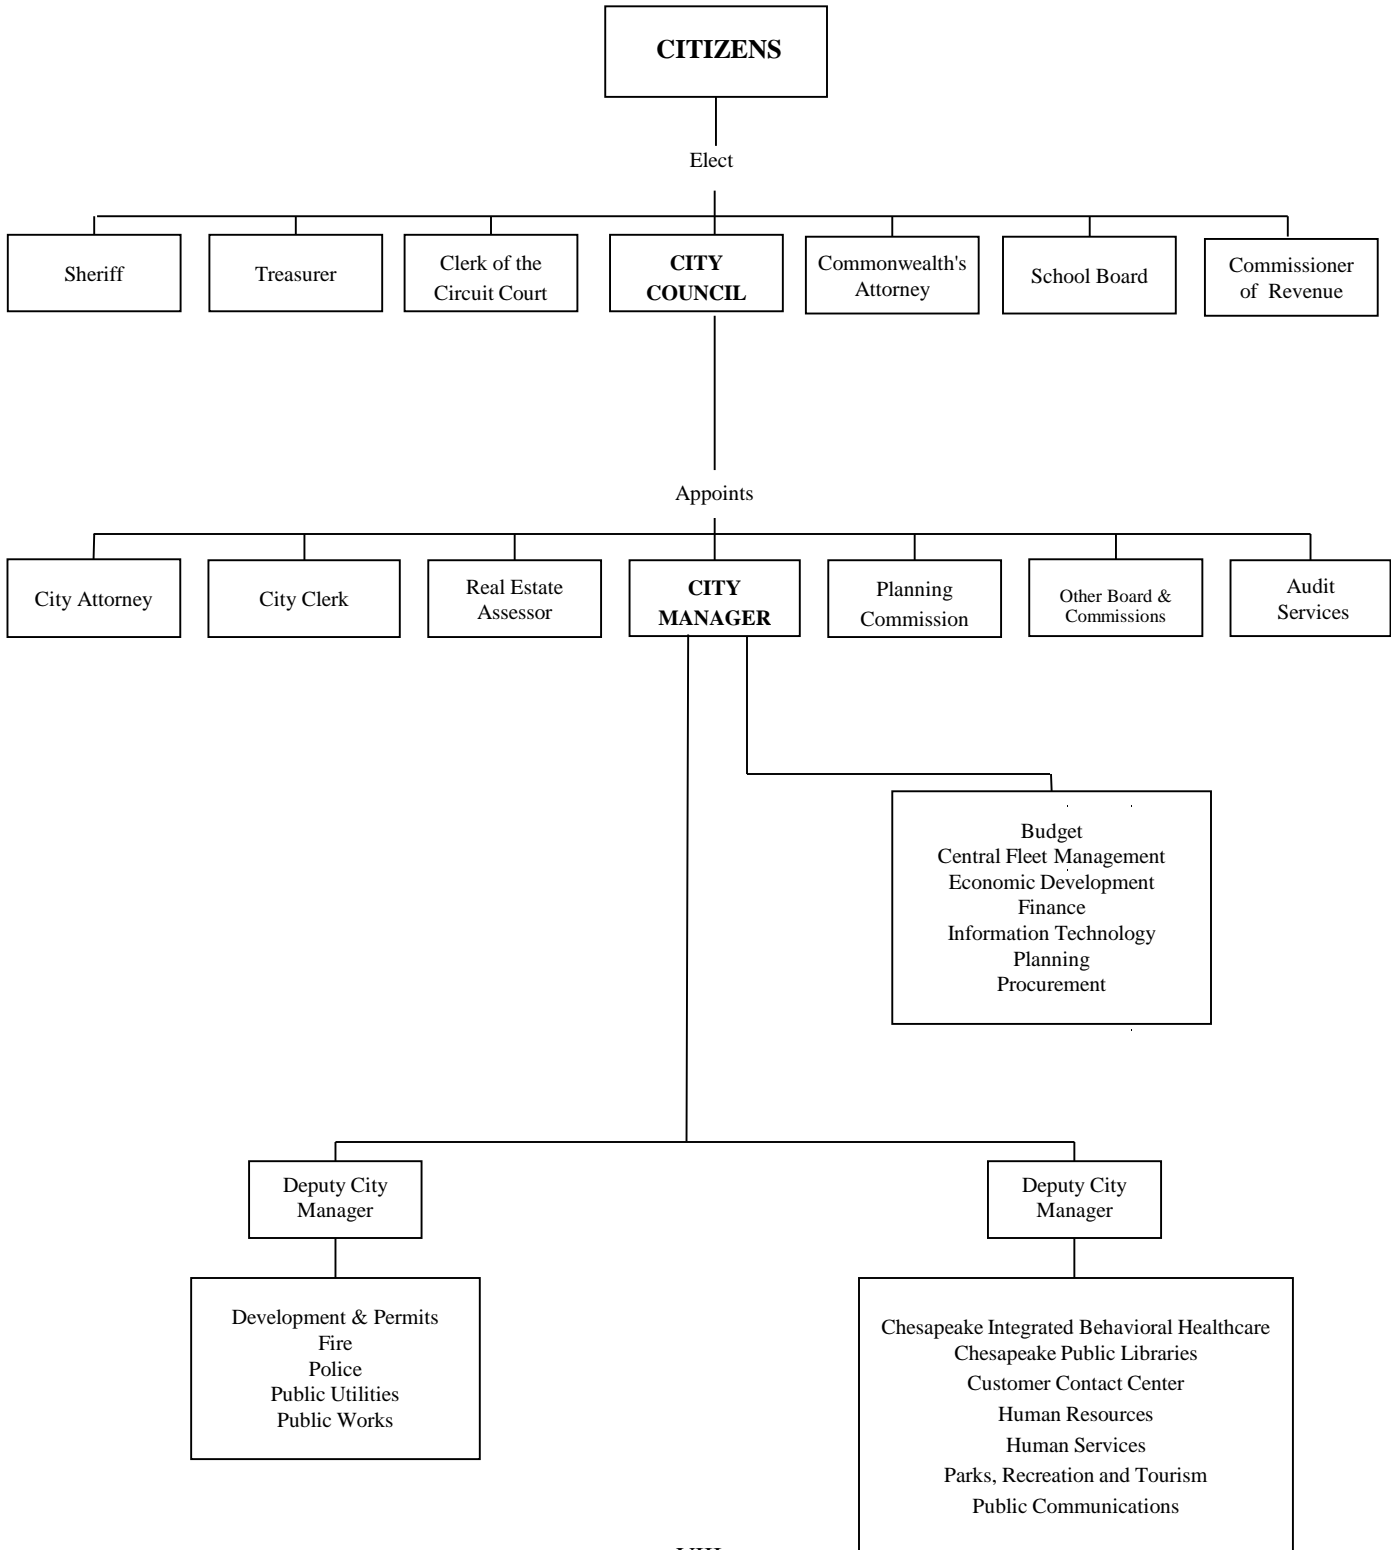 CITIZENS
Elect
Sheriff
Treasurer
Clerk of the
Circuit Court
CITY
COUNCIL
Commonwealth's
Attorney
School Board
Commissioner
of Revenue
Appoints
City Attorney
City Clerk
Real Estate
Assessor
CITY
MANAGER
Planning
Commission
Other Board &
Commissions
Audit
Services
Budget
Central Fleet Management
Economic Development
Finance
Information Technology
Planning
Procurement
Deputy City
Manager
Deputy City
Manager
Development & Permits
Fire
Police
Public Utilities
Public Works
Chesapeake Integrated Behavioral Healthcare
Chesapeake Public Libraries
Customer Contact Center
Human Resources
Human Services
Parks, Recreation and Tourism
Public Communications